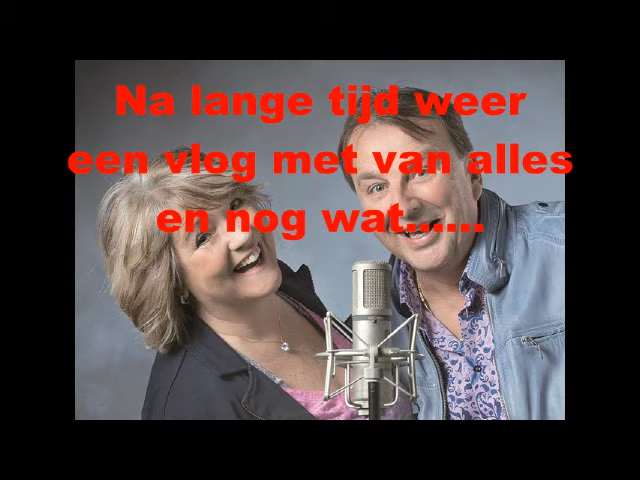 Na lange tijd weer
een vlog met van alles
en nog wat......